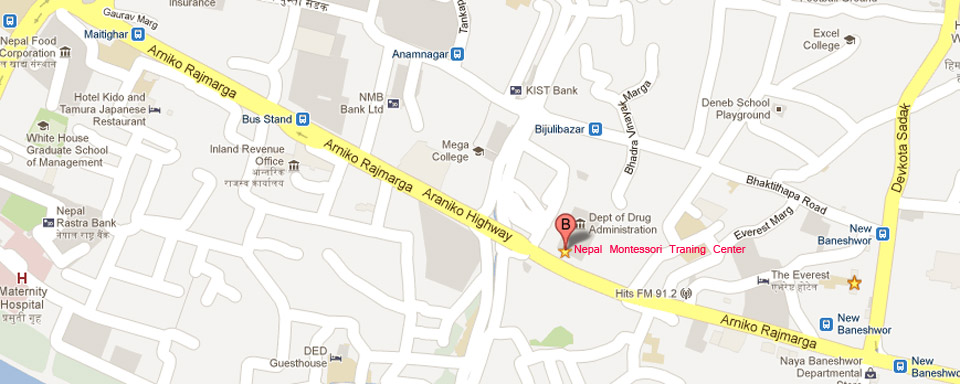 Insurance
Gaurav Marg
Maitighar
Nepal Food
Corporation
खाद्य संस्थान
Arniko Rajmarga
Anamnagar
Excel
College
Hotel Kido and
Tamura Japanese
Restaurant
NMB
Bank Ltd
KIST Bank
Bhadra Vinayak Marga
Deneb School
Playground
Devkota Sadak
Bus Stand
Bijulibazar
White House
Graduate School
of Management
Inland Revenue
Office
आन्तरिक
राजस्व कार्यालय
Mega
College
Arniko Rajmarga
Araniko Highway
Bhaktithapa Road
Nepal
Rastra Bank
नेपाल राष्ट्र बैंक
B
Dept of Drug
Administration
Nepal Montessori Traning Center
Everest Marg
New
Baneshwor
H
Maternity
Hospital
प्रसुती गृह
Hits FM 91.2
The Everest
एभरेष्ट होटेल
New
Baneshwor
Arniko Rajmarga
DED
Guesthouse
New
Baneshwor
Naya Baneshwor
Departmental